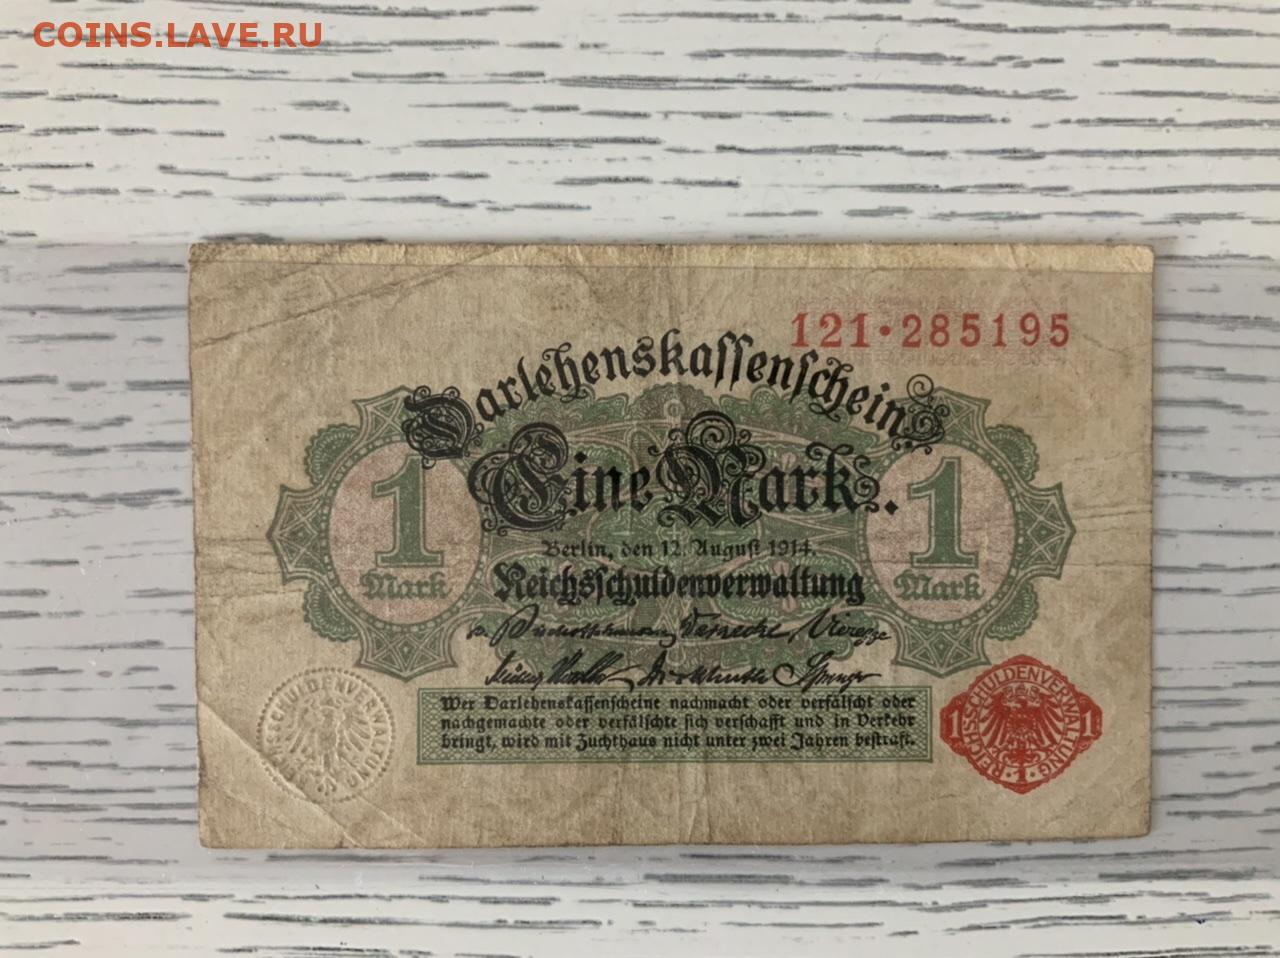 COINS.LAVE.RU
121·285195
Darlehenskassenschein.
Eine Mark.
1
Mark
1
Mark
Berlin, den 12. August 1914.
Reichsschuldenverwaltung
Wer Darlehenskassenscheine nachmacht oder verfälscht oder
nachgemachte oder verfälschte sich verschafft und in Verkehr
bringt, wird mit Zuchthaus nicht unter zwei Jahren bestraft.
REICHSSCHULDENVERWALTUNG
1 REICHSSCHULDENVERWALTUNG 1
·1·